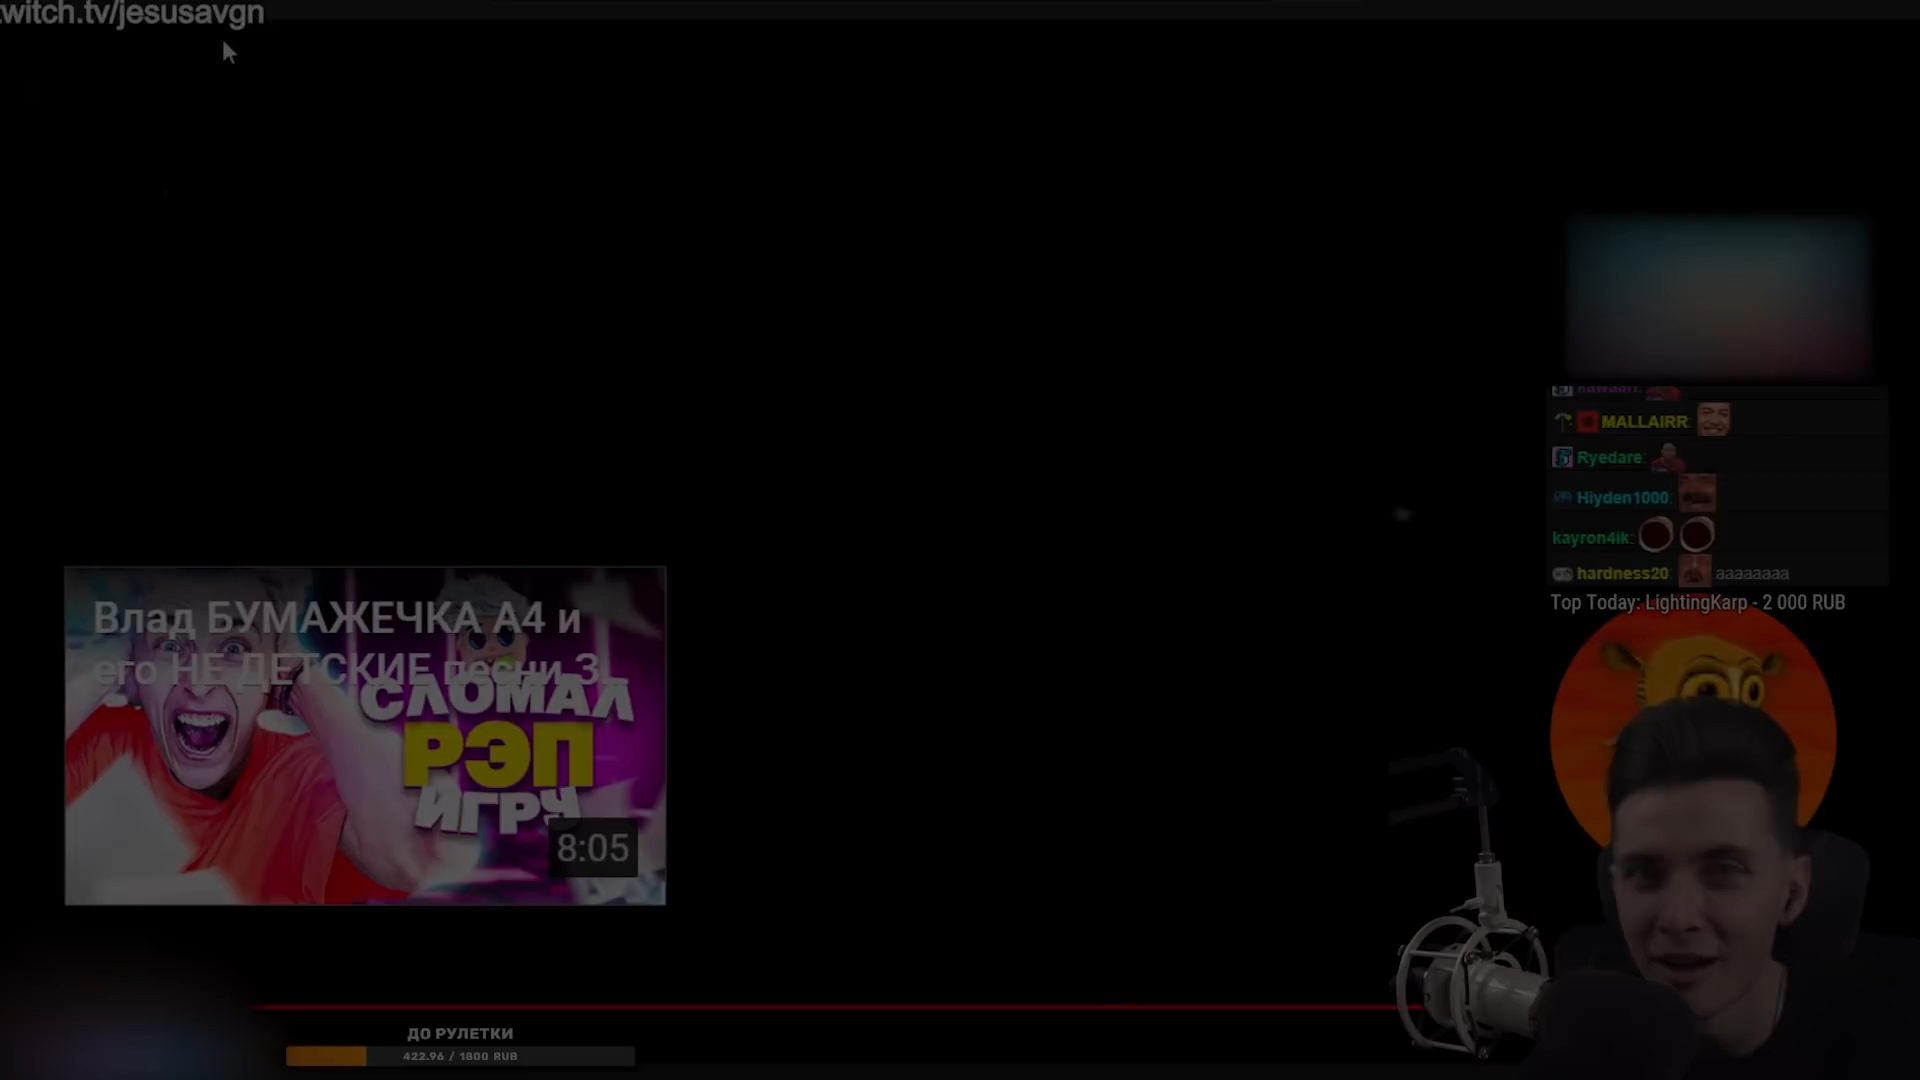 twitch.tv/jesusavgn
MALLAIRR:
Ryedare:
Hiyden1000:
kayron4ik:
hardness20: aaaaaaaa
Top Today: LightingKarp - 2 000 RUB
Влад БУМАЖЕЧКА А4 и
его НЕ ДЕТСКИЕ песни 3
СЛОМАЛ
РЭП
ИГРУ
8:05
ДО РУЛЕТКИ
422.96 / 1800 RUB